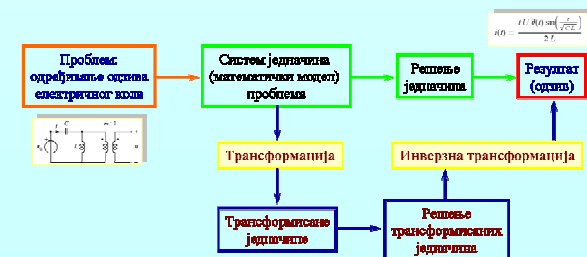 Проблем:
одређивање одзива
електричног кола
Систем једначина
(математички модел)
проблема
Решење
једначина
Резултат
(одзив)
Трансформација
Инверзна трансформација
Трансформисане
једначине
Решење
трансформисаних
једначина